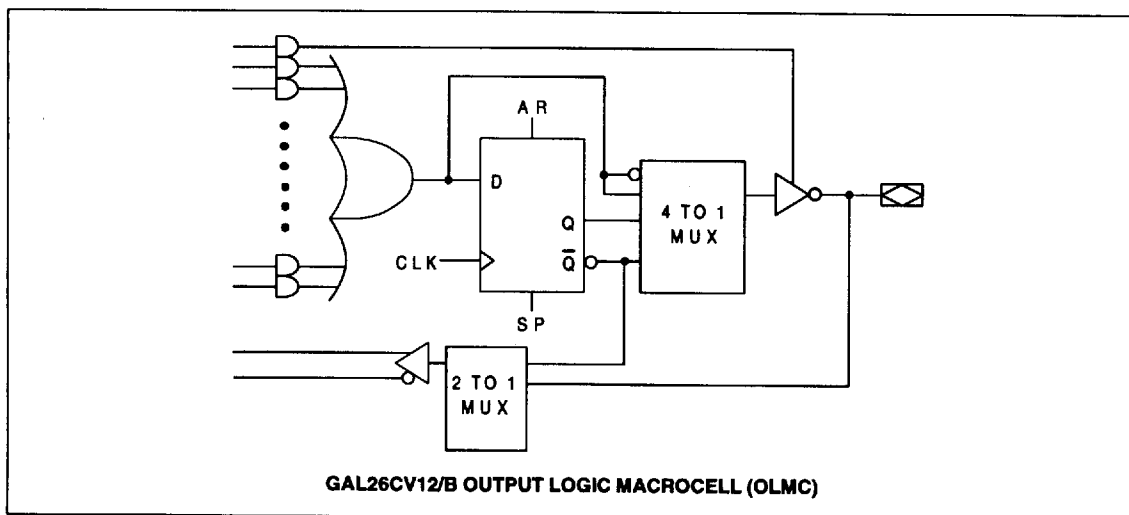 AR
D
Q
Q̅
CLK
SP
4 TO 1
MUX
2 TO 1
MUX
GAL26CV12/B OUTPUT LOGIC MACROCELL (OLMC)